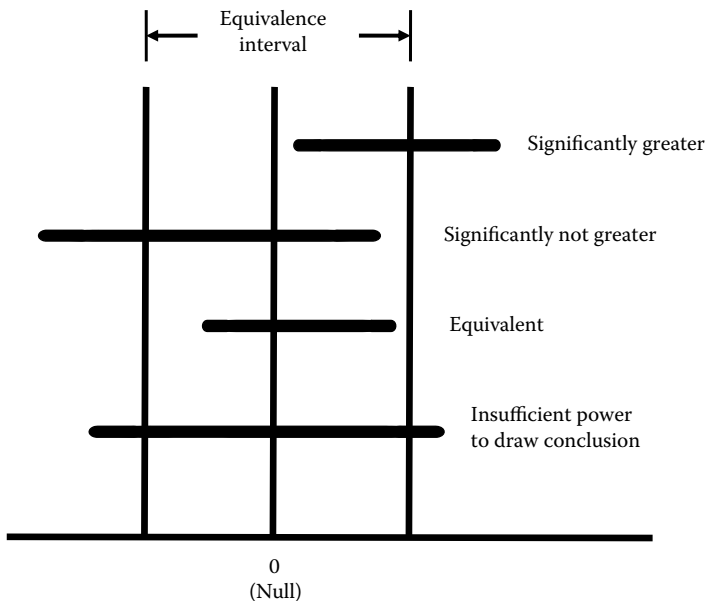 Equivalence
interval
Significantly greater
Significantly not greater
Equivalent
Insufficient power
to draw conclusion
0
(Null)